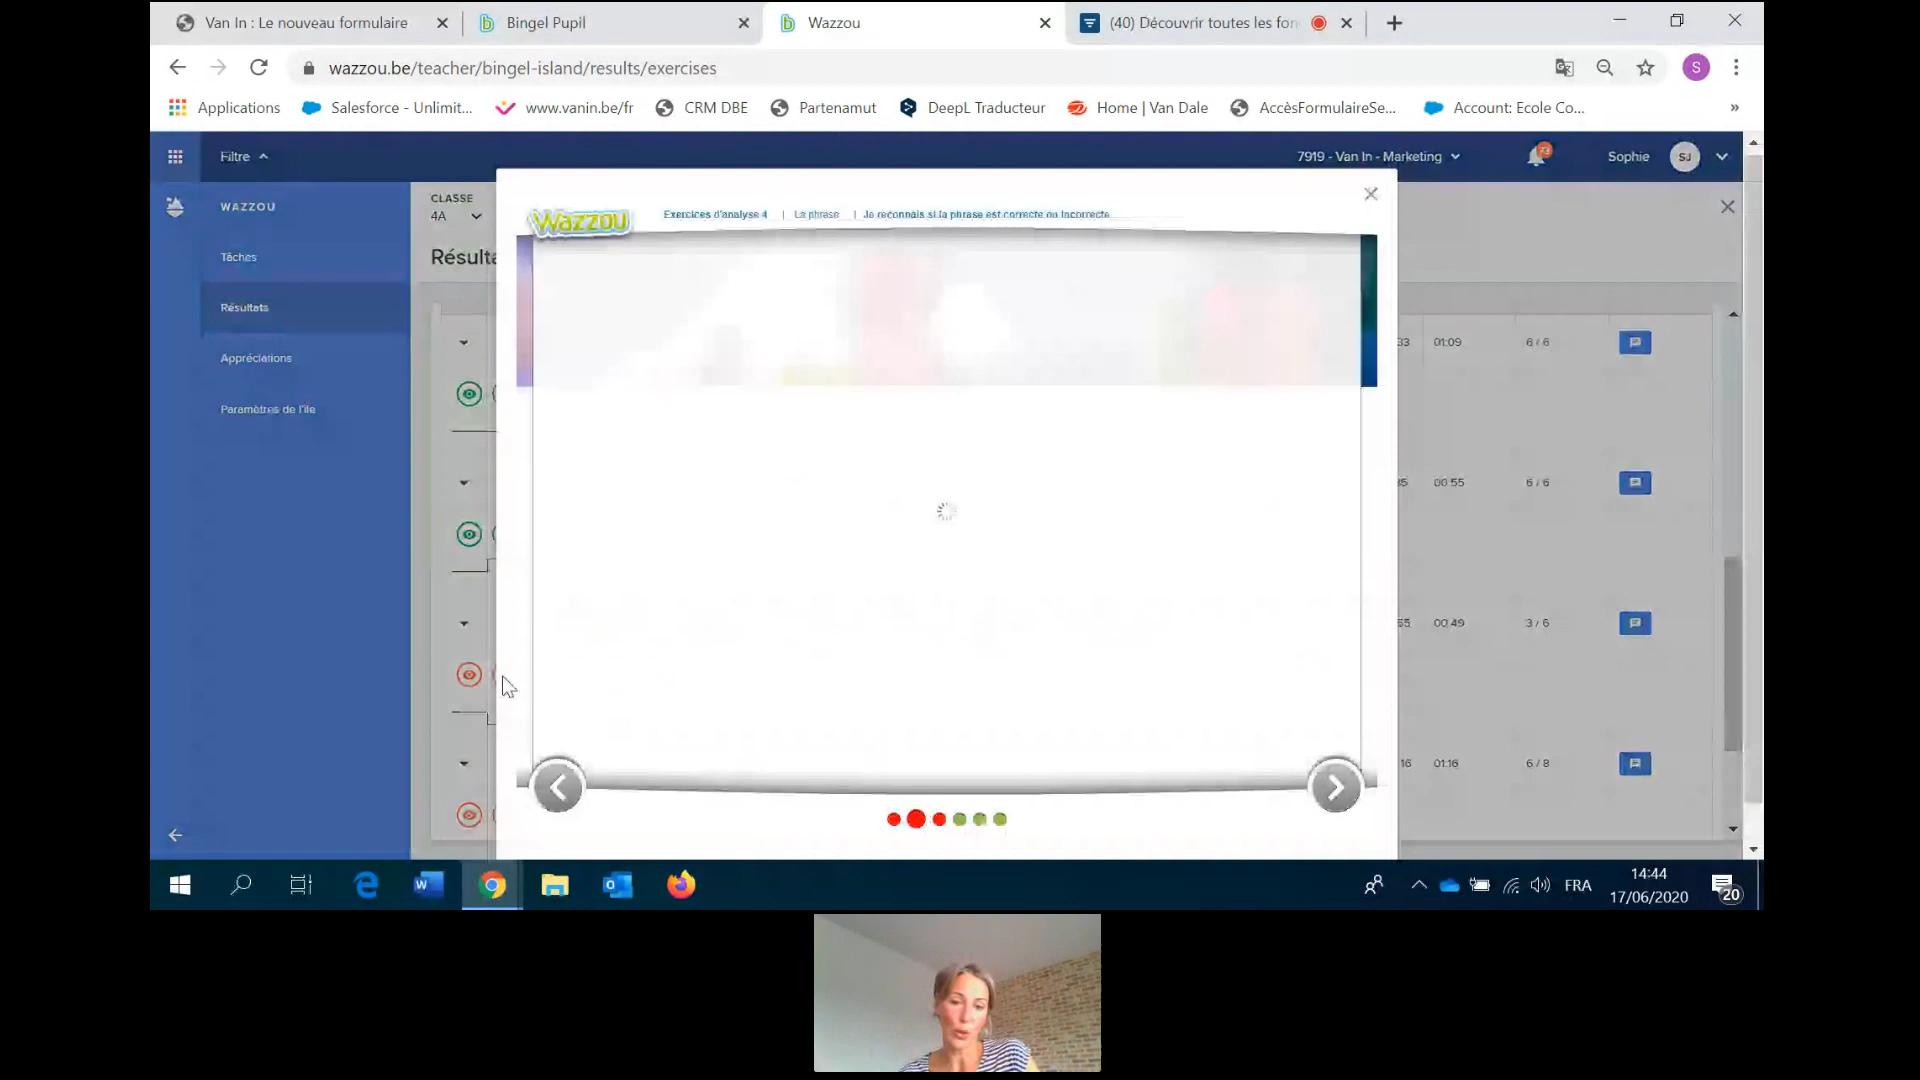 Van In : Le nouveau formulaire
Bingel Pupil
Wazzou
(40) Découvrir toutes les fon
wazzou.be/teacher/bingel-island/results/exercises
Applications
Salesforce - Unlimit...
www.vanin.be/fr
CRM DBE
Partenamut
DeepL Traducteur
Home | Van Dale
AccèsFormulaireSe...
Account: Ecole Co...
»
Filtre
7919 - Van In - Marketing
Sophie
SJ
WAZZOU
CLASSE
4A
Tâches
Résultats
Appréciations
Paramètres de l'île
Résulta
Wazzou
Exercices d'analyse 4 | La phrase | Je reconnais si la phrase est correcte ou incorrecte
33 01:09 6 / 6
00:55 6 / 6
00:49 3 / 6
16 01:16 6 / 8
FRA
14:44
17/06/2020
20